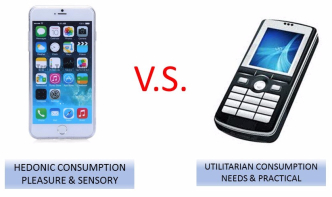 V.S.
HEDONIC CONSUMPTION
PLEASURE & SENSORY
UTILITARIAN CONSUMPTION
NEEDS & PRACTICAL